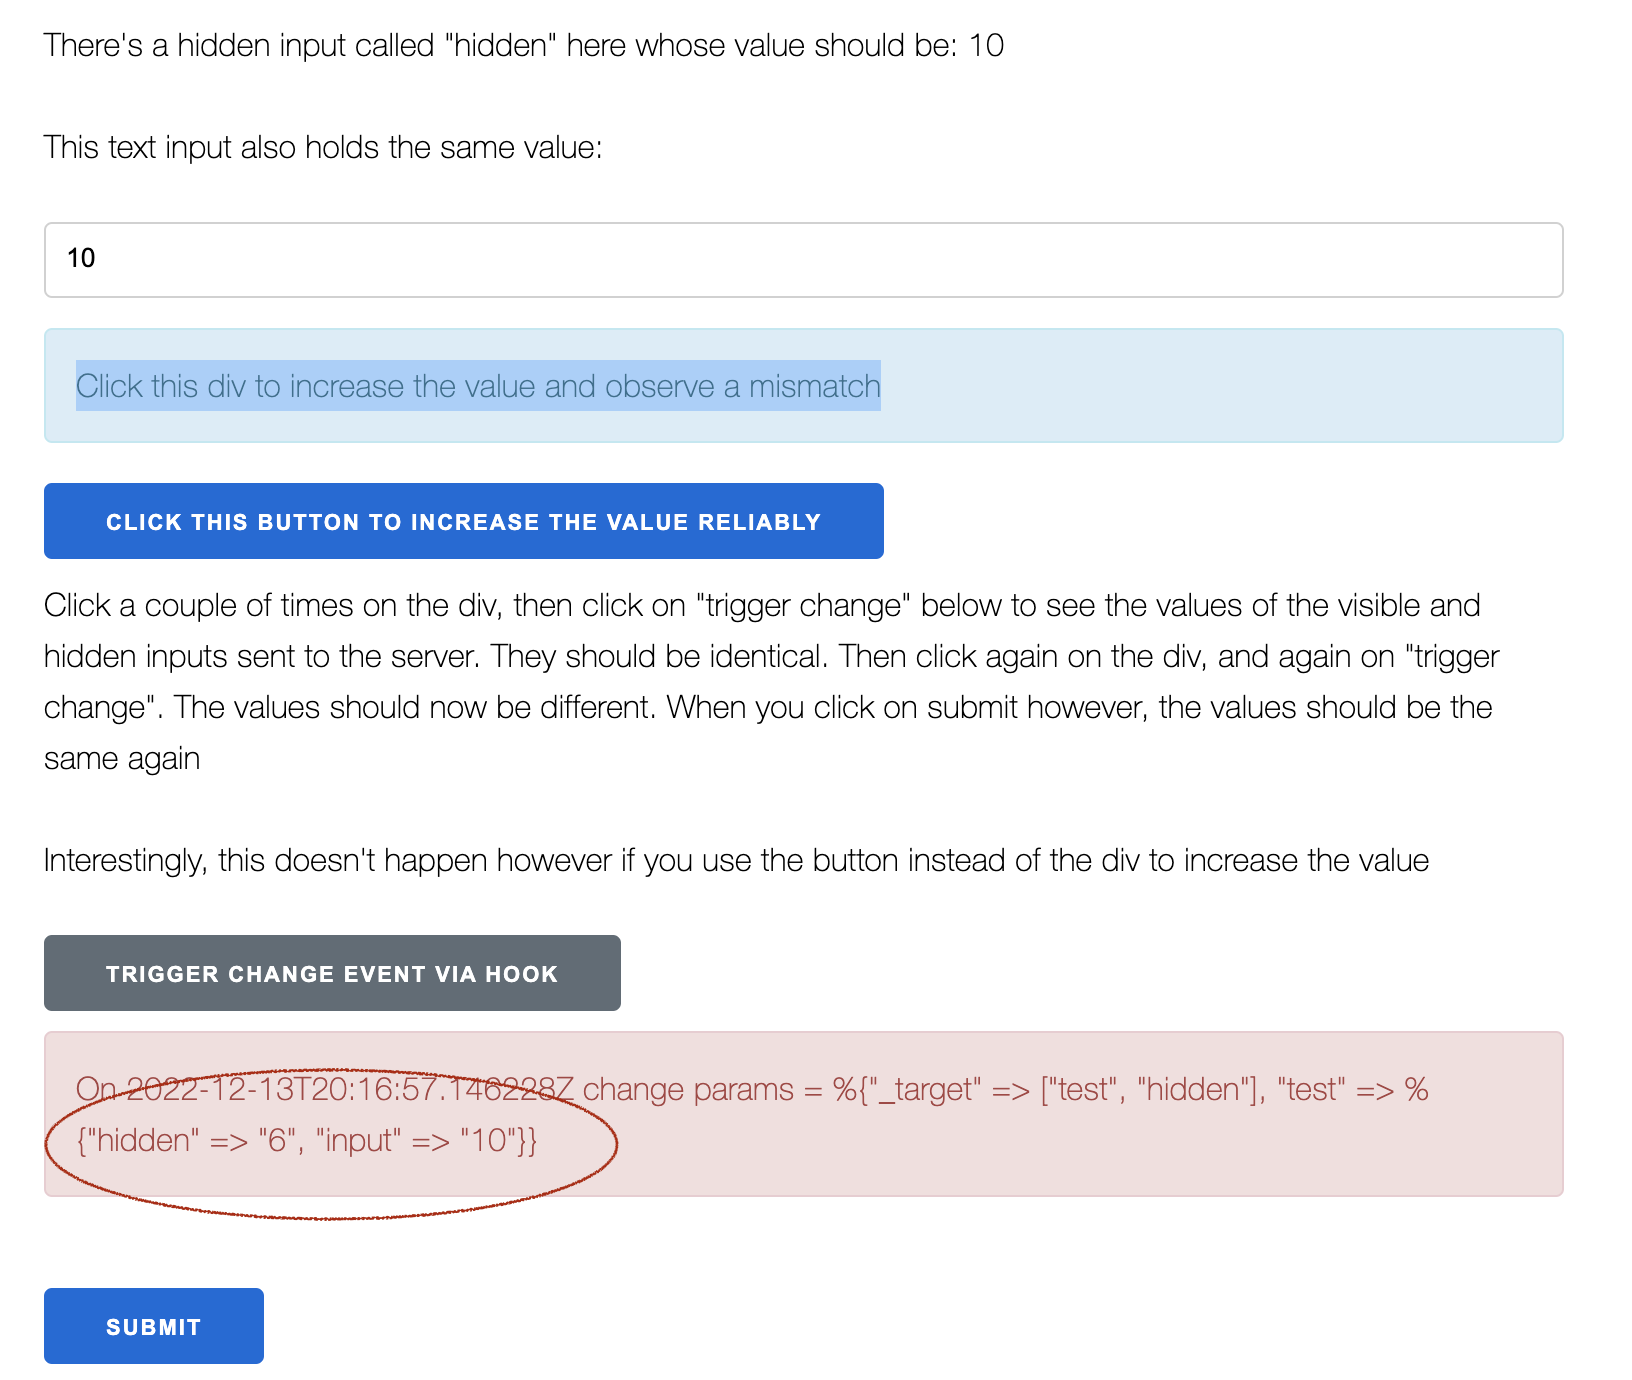 There's a hidden input called "hidden" here whose value should be: 10
This text input also holds the same value:
10
Click this div to increase the value and observe a mismatch
CLICK THIS BUTTON TO INCREASE THE VALUE RELIABLY
Click a couple of times on the div, then click on "trigger change" below to see the values of the visible and
hidden inputs sent to the server. They should be identical. Then click again on the div, and again on "trigger
change". The values should now be different. When you click on submit however, the values should be the
same again
Interestingly, this doesn't happen however if you use the button instead of the div to increase the value
TRIGGER CHANGE EVENT VIA HOOK
On 2022-12-13T20:16:57.146228Z change params = %{"_target" => ["test", "hidden"], "test" => %
{"hidden" => "6", "input" => "10"}}
SUBMIT